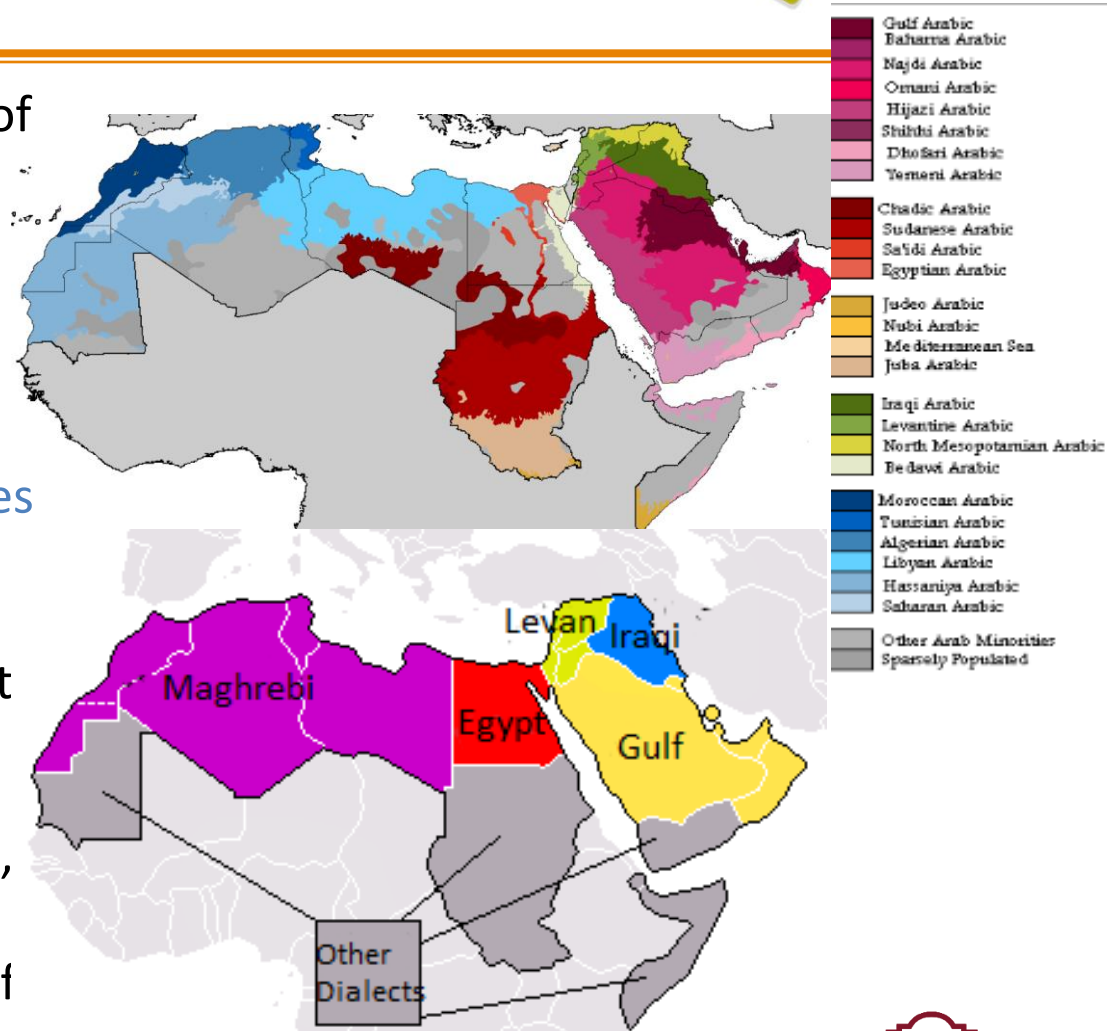 of
es
t
,
f
Gulf Arabic
Baharna Arabic
Najdi Arabic
Omani Arabic
Hijazi Arabic
Shihhi Arabic
Dhofari Arabic
Yemeni Arabic
Chadic Arabic
Sudanese Arabic
Sa'idi Arabic
Egyptian Arabic
Judeo Arabic
Nubi Arabic
Mediterranean Sea
Juba Arabic
Iraqi Arabic
Levantine Arabic
North Mesopotamian Arabic
Bedawi Arabic
Moroccan Arabic
Tunisian Arabic
Algerian Arabic
Libyan Arabic
Hassaniya Arabic
Saharan Arabic
Other Arab Minorities
Sparsely Populated
Levan
Iraqi
Maghrebi
Egypt
Gulf
Other
Dialects